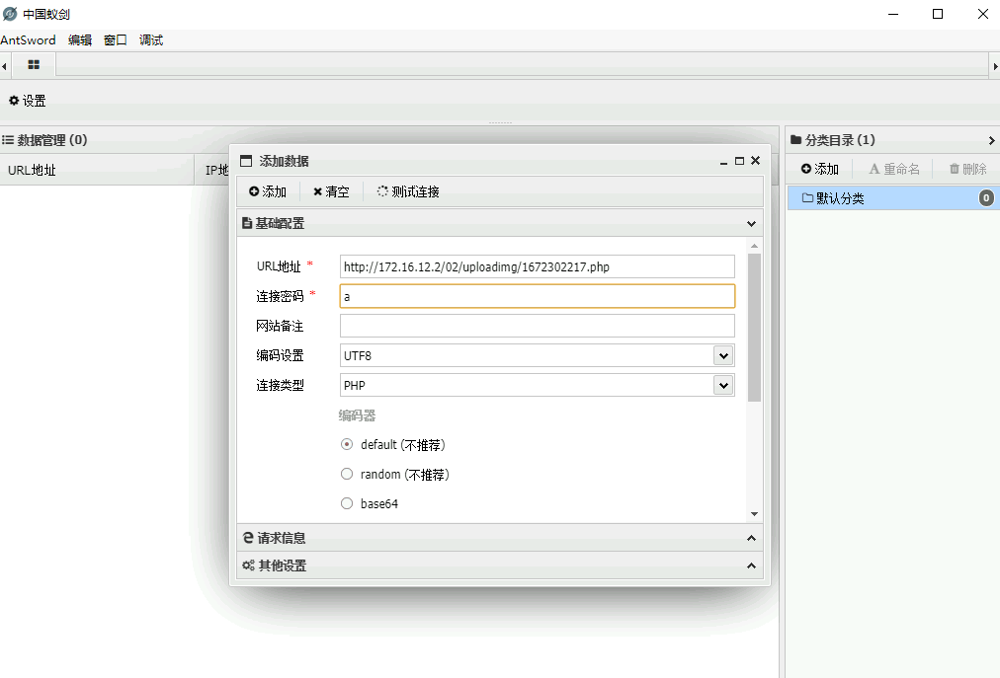 中国蚁剑
AntSword 编辑 窗口 调试
设置
数据管理 (0)
URL地址 IP地
分类目录 (1)
添加 重命名 删除
默认分类 0
添加数据
添加 清空 测试连接
基础配置
URL地址 * http://172.16.12.2/02/uploadimg/1672302217.php
连接密码 * a
网站备注
编码设置 UTF8
连接类型 PHP
编码器
default (不推荐)
random (不推荐)
base64
请求信息
其他设置